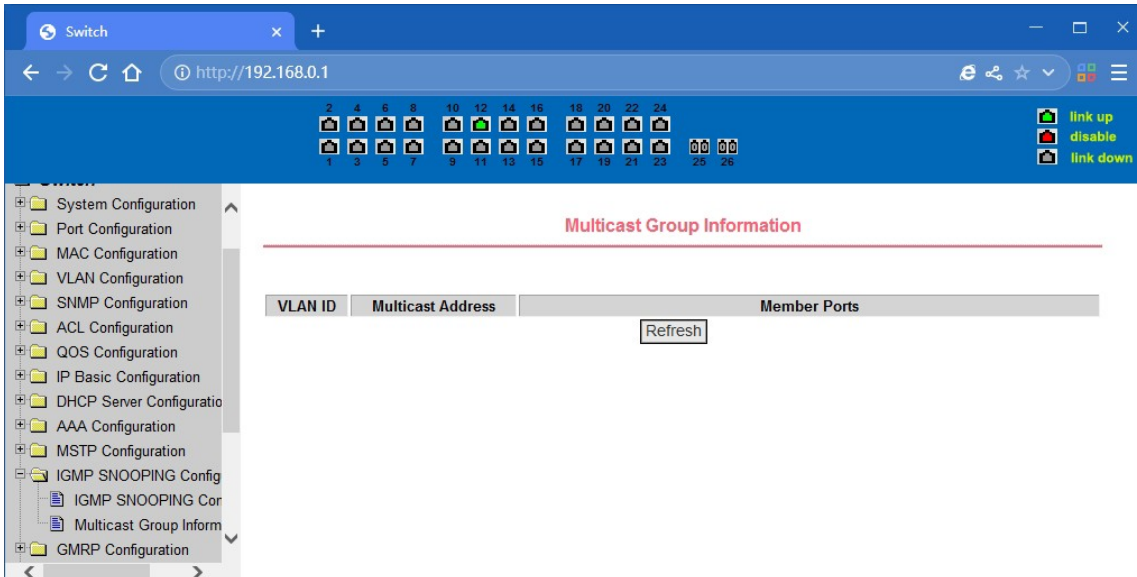 Switch
http://192.168.0.1
2 4 6 8 10 12 14 16 18 20 22 24
1 3 5 7 9 11 13 15 17 19 21 23 25 26
link up
disable
link down
Switch
System Configuration
Port Configuration
MAC Configuration
VLAN Configuration
SNMP Configuration
ACL Configuration
QOS Configuration
IP Basic Configuration
DHCP Server Configuratio
AAA Configuration
MSTP Configuration
IGMP SNOOPING Config
IGMP SNOOPING Con
Multicast Group Inform
GMRP Configuration
Multicast Group Information
VLAN ID Multicast Address Member Ports
Refresh